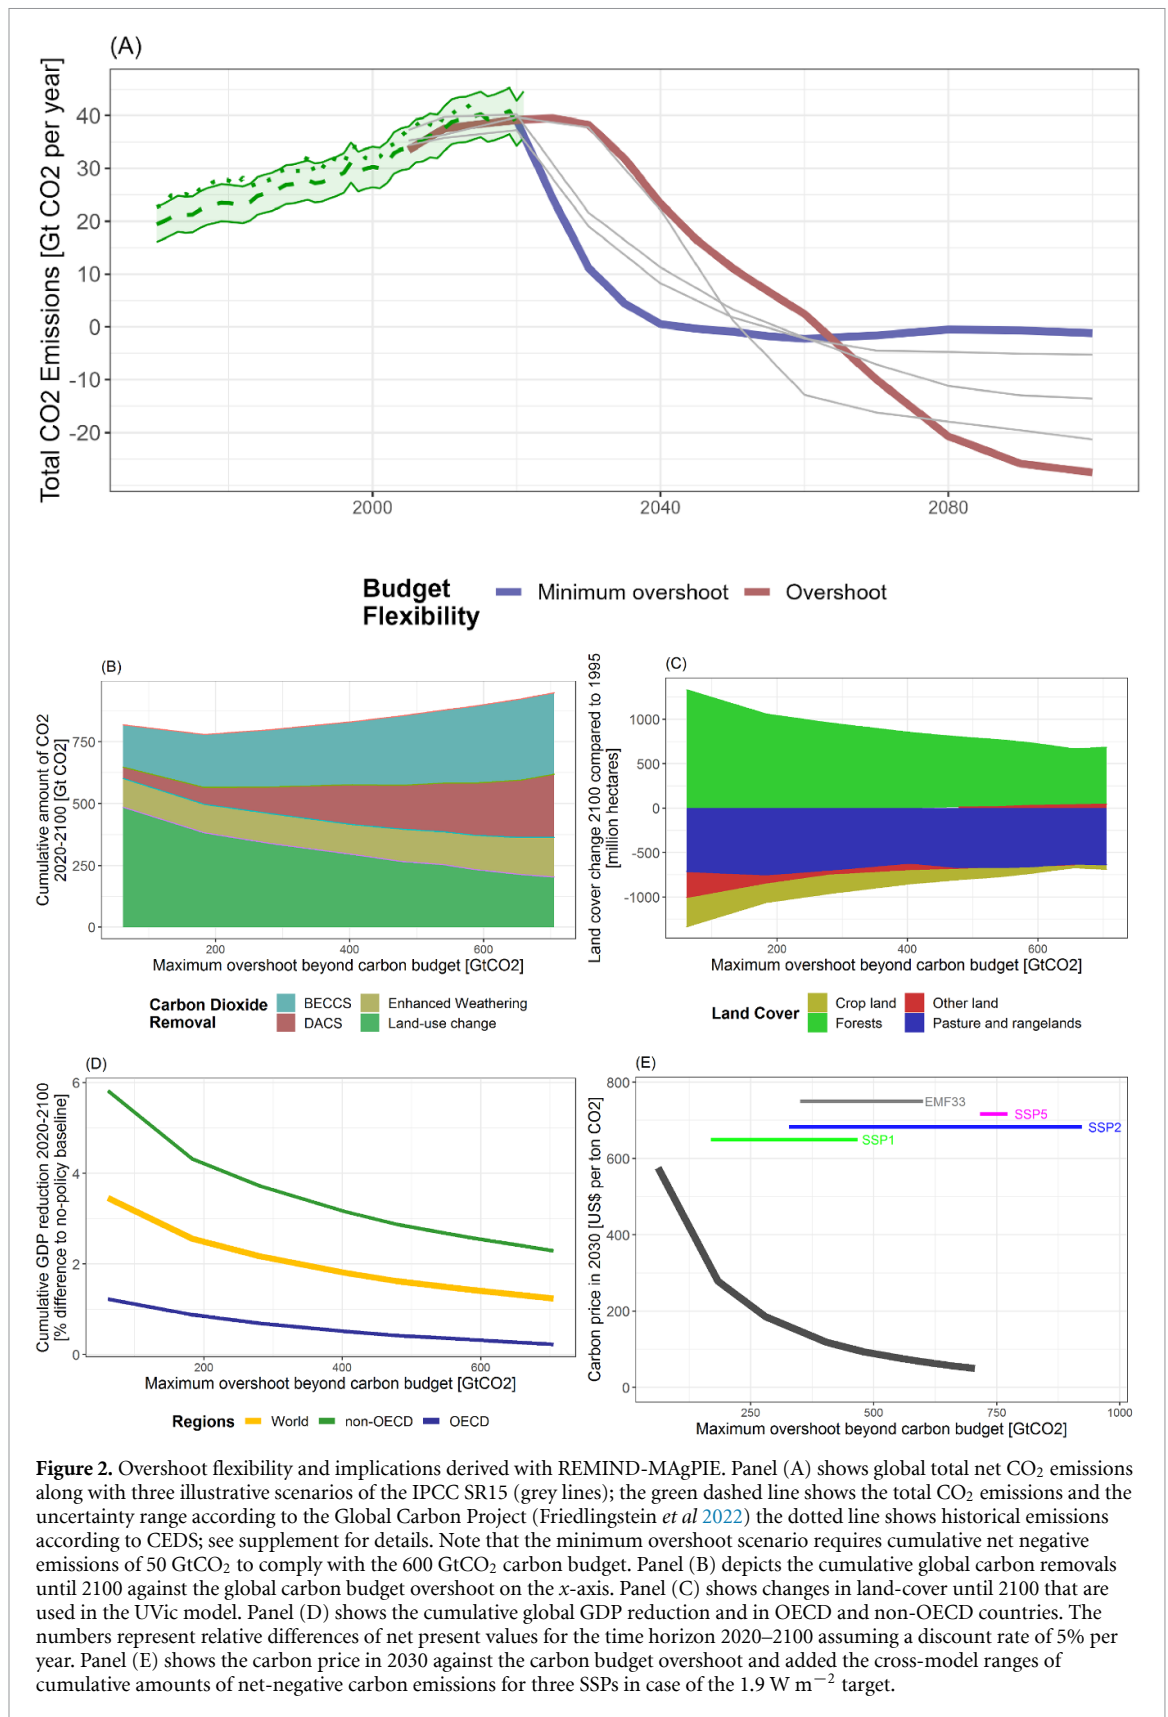 (A)
Total CO2 Emissions [Gt CO2 per year]
40
30
20
10
0
-10
-20
2000
2040
2080
Budget
Flexibility
Minimum overshoot
Overshoot
(B)
Cumulative amount of CO2
2020-2100 [Gt CO2]
750
500
250
0
200
400
600
Maximum overshoot beyond carbon budget [GtCO2]
Carbon Dioxide
Removal
BECCS
Enhanced Weathering
DACS
Land-use change
(C)
Land cover change 2100 compared to 1995
[million hectares]
1000
500
0
-500
-1000
200
400
600
Maximum overshoot beyond carbon budget [GtCO2]
Land Cover
Crop land
Other land
Forests
Pasture and rangelands
(D)
Cumulative GDP reduction 2020-2100
[% difference to no-policy baseline]
6
4
2
0
200
400
600
Maximum overshoot beyond carbon budget [GtCO2]
Regions
World
non-OECD
OECD
(E)
Carbon price in 2030 [US$ per ton CO2]
800
600
400
200
0
EMF33
SSP5
SSP2
SSP1
250
500
750
1000
Maximum overshoot beyond carbon budget [GtCO2]
Figure 2. Overshoot flexibility and implications derived with REMIND-MAgPIE. Panel (A) shows global total net CO₂ emissions
along with three illustrative scenarios of the IPCC SR15 (grey lines); the green dashed line shows the total CO₂ emissions and the
uncertainty range according to the Global Carbon Project (Friedlingstein et al 2022) the dotted line shows historical emissions
according to CEDS; see supplement for details. Note that the minimum overshoot scenario requires cumulative net negative
emissions of 50 GtCO₂ to comply with the 600 GtCO₂ carbon budget. Panel (B) depicts the cumulative global carbon removals
until 2100 against the global carbon budget overshoot on the x-axis. Panel (C) shows changes in land-cover until 2100 that are
used in the UVic model. Panel (D) shows the cumulative global GDP reduction and in OECD and non-OECD countries. The
numbers represent relative differences of net present values for the time horizon 2020–2100 assuming a discount rate of 5% per
year. Panel (E) shows the carbon price in 2030 against the carbon budget overshoot and added the cross-model ranges of
cumulative amounts of net-negative carbon emissions for three SSPs in case of the 1.9 W m⁻² target.